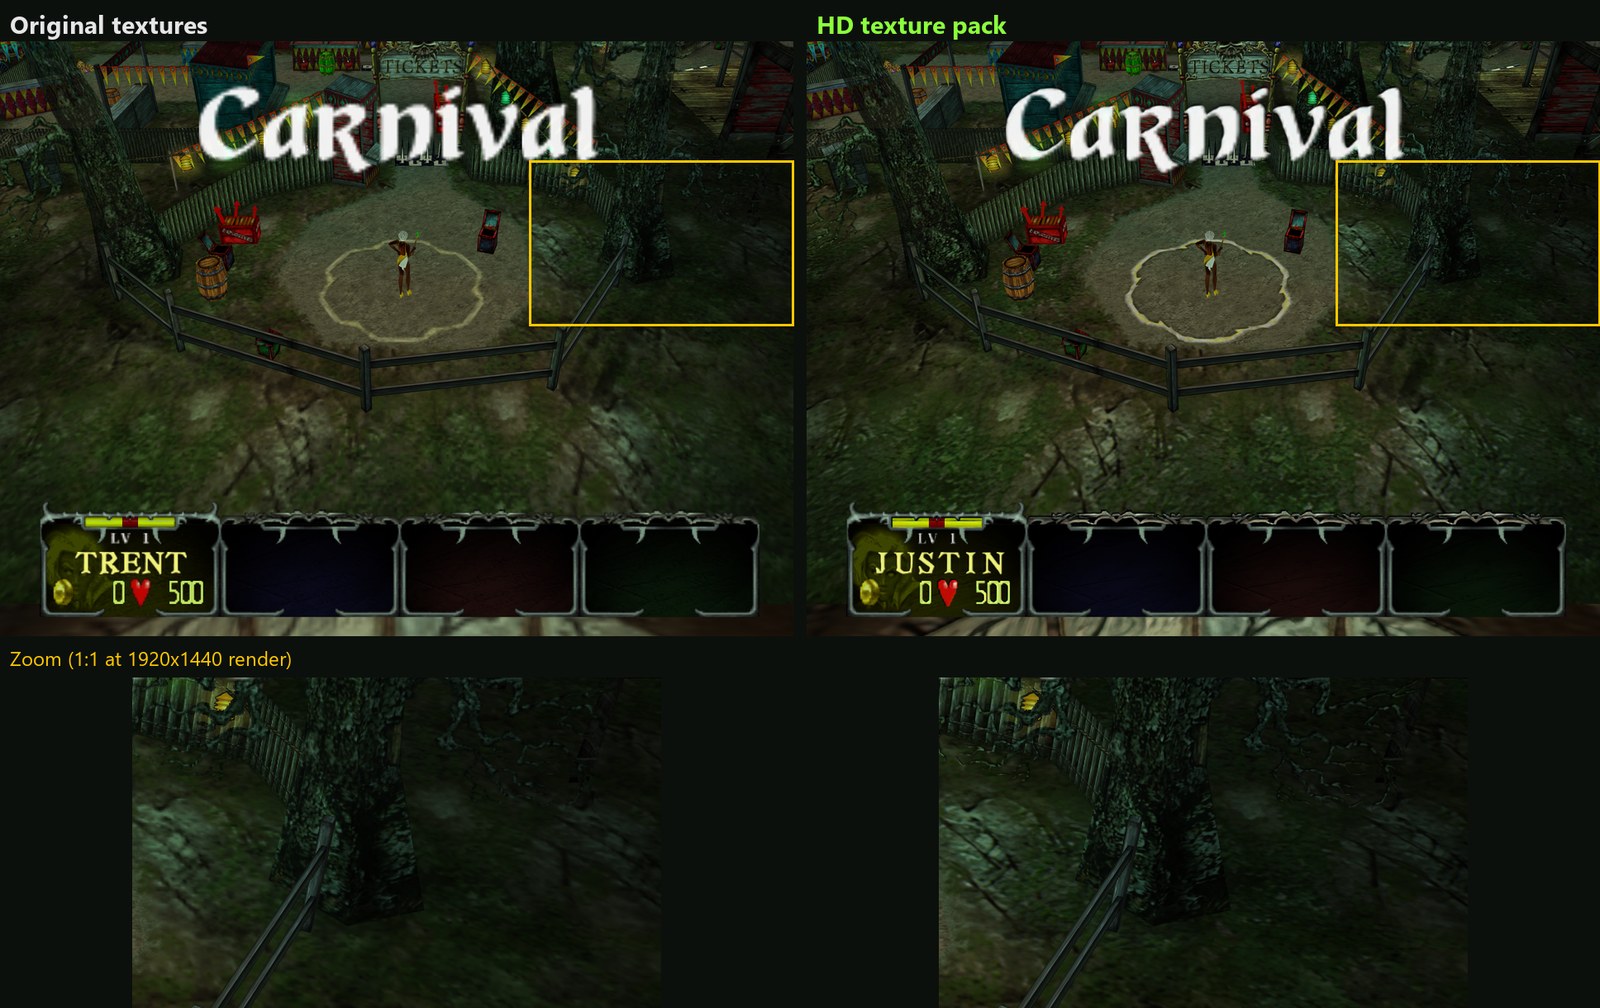 Original textures
HD texture pack
TICKETS
TICKETS
Carnival
Carnival
LV 1
TRENT
0 500
LV 1
JUSTIN
0 500
Zoom (1:1 at 1920x1440 render)